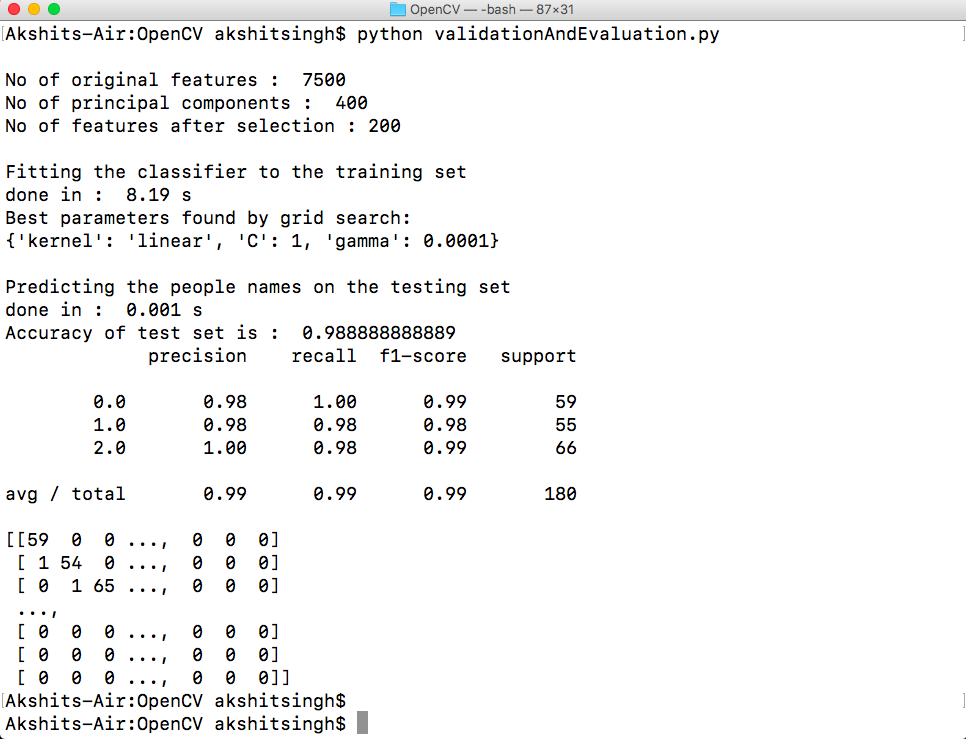 OpenCV — -bash — 87×31
Akshits-Air:OpenCV akshitsingh$ python validationAndEvaluation.py
No of original features :  7500
No of principal components :  400
No of features after selection : 200
Fitting the classifier to the training set
done in :  8.19 s
Best parameters found by grid search:
{'kernel': 'linear', 'C': 1, 'gamma': 0.0001}
Predicting the people names on the testing set
done in :  0.001 s
Accuracy of test set is :  0.988888888889
             precision    recall  f1-score   support
        0.0       0.98      1.00      0.99        59
        1.0       0.98      0.98      0.98        55
        2.0       1.00      0.98      0.99        66
avg / total       0.99      0.99      0.99       180
[[59  0  0 ...,  0  0  0]
 [ 1 54  0 ...,  0  0  0]
 [ 0  1 65 ...,  0  0  0]
 ...,
 [ 0  0  0 ...,  0  0  0]
 [ 0  0  0 ...,  0  0  0]
 [ 0  0  0 ...,  0  0  0]]
Akshits-Air:OpenCV akshitsingh$
Akshits-Air:OpenCV akshitsingh$